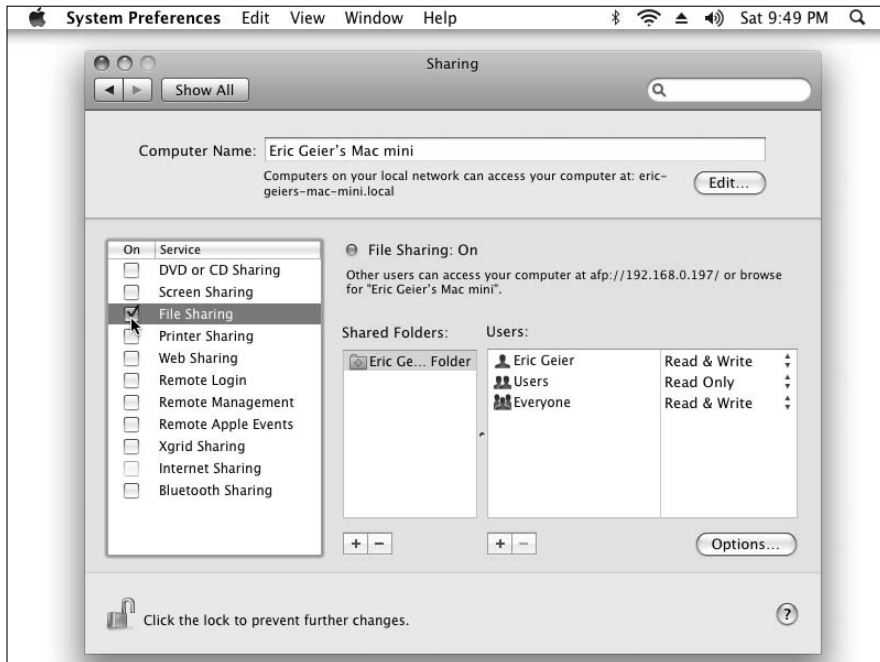 System Preferences Edit View Window Help Sat 9:49 PM
Sharing
Show All
Computer Name: Eric Geier's Mac mini
Computers on your local network can access your computer at: eric-
geiers-mac-mini.local
Edit...
On Service
DVD or CD Sharing
Screen Sharing
File Sharing
Printer Sharing
Web Sharing
Remote Login
Remote Management
Remote Apple Events
Xgrid Sharing
Internet Sharing
Bluetooth Sharing
File Sharing: On
Other users can access your computer at afp://192.168.0.197/ or browse
for "Eric Geier's Mac mini".
Shared Folders:
Eric Ge... Folder
Users:
Eric Geier Read & Write
Users Read Only
Everyone Read & Write
+ −
+ −
Options...
Click the lock to prevent further changes.
?